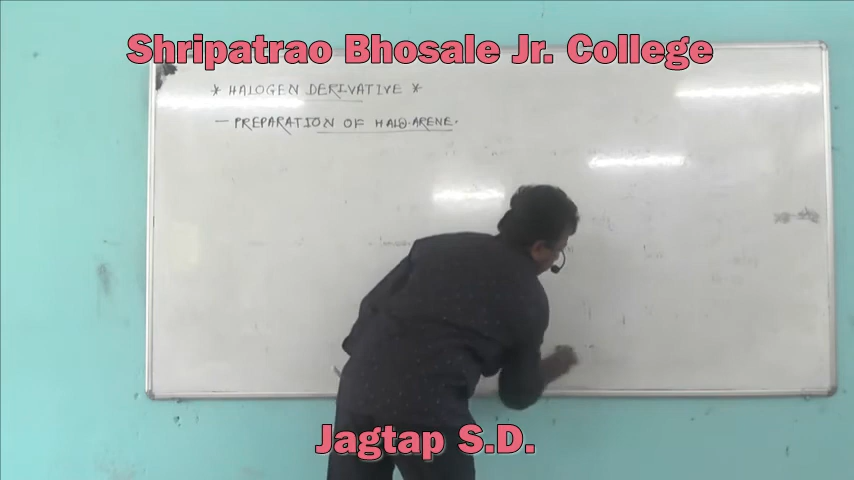 Shripatrao Bhosale Jr. College
* HALOGEN DERIVATIVE *
- PREPARATION OF HALO.ARENE.
Jagtap S.D.